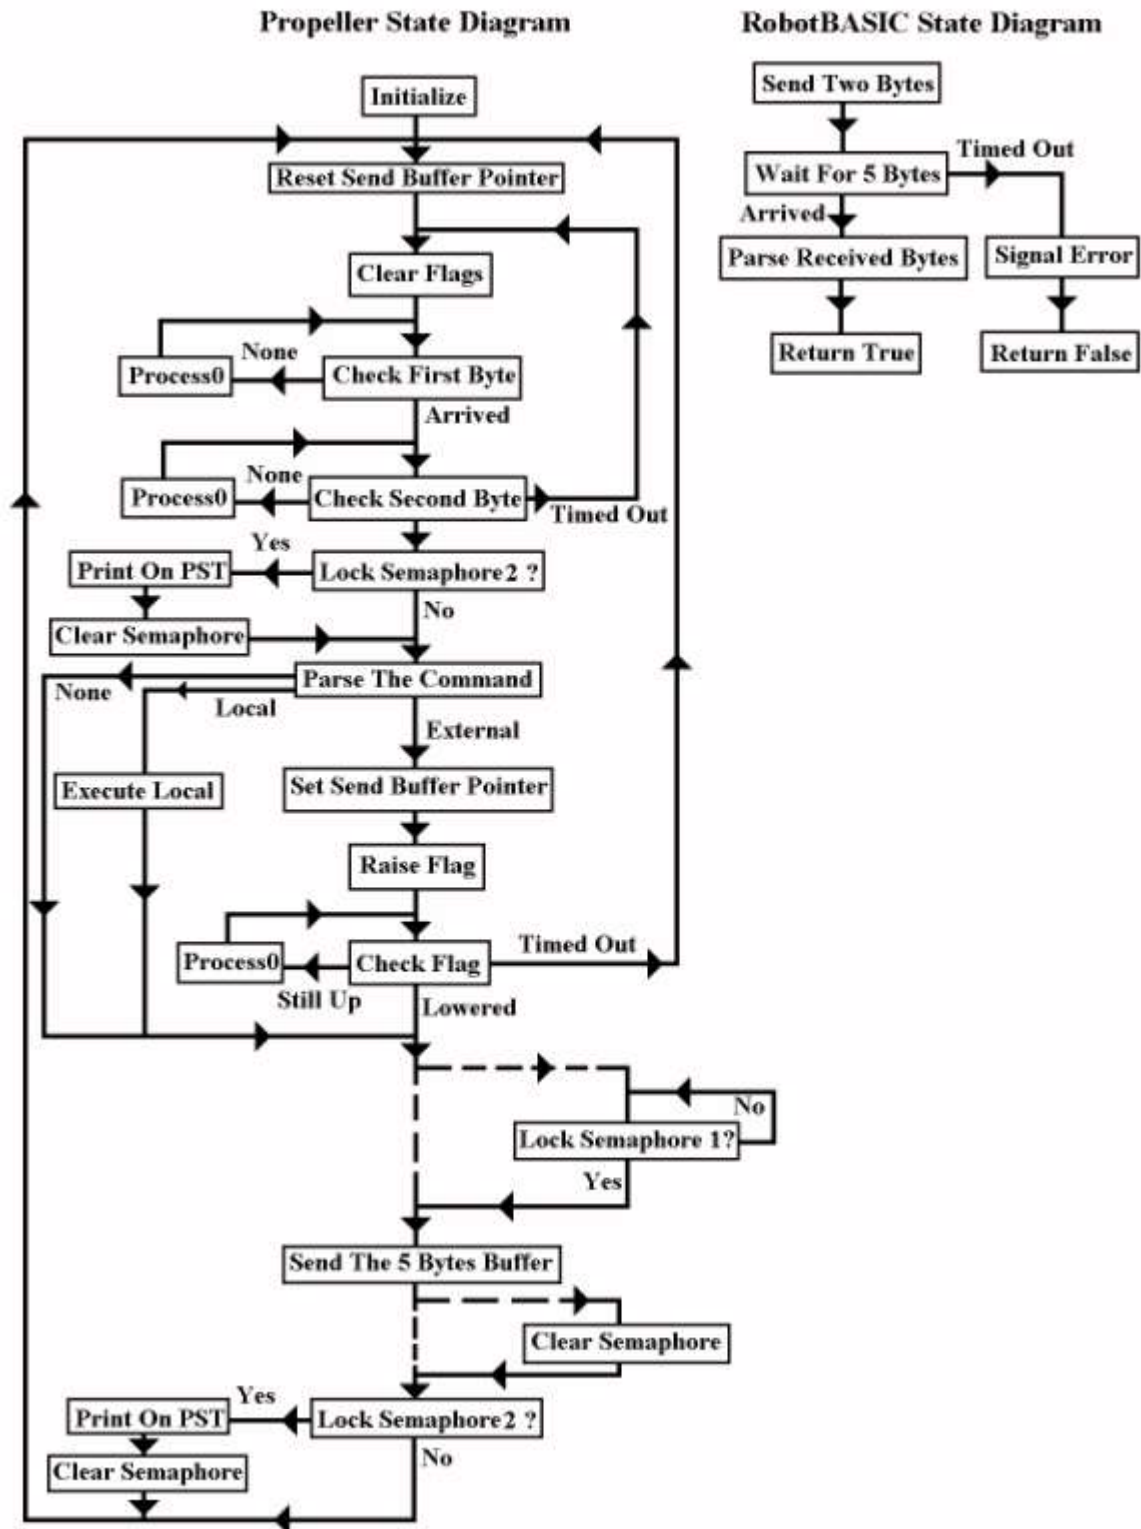 Propeller State Diagram
RobotBASIC State Diagram
Initialize
Reset Send Buffer Pointer
Clear Flags
None
Process0
Check First Byte
Arrived
None
Process0
Check Second Byte
Timed Out
Yes
Print On PST
Lock Semaphore2 ?
No
Clear Semaphore
Parse The Command
None
Local
External
Execute Local
Set Send Buffer Pointer
Raise Flag
Timed Out
Process0
Check Flag
Still Up
Lowered
No
Lock Semaphore 1?
Yes
Send The 5 Bytes Buffer
Clear Semaphore
Yes
Print On PST
Lock Semaphore2 ?
No
Clear Semaphore
Send Two Bytes
Timed Out
Wait For 5 Bytes
Arrived
Parse Received Bytes
Signal Error
Return True
Return False